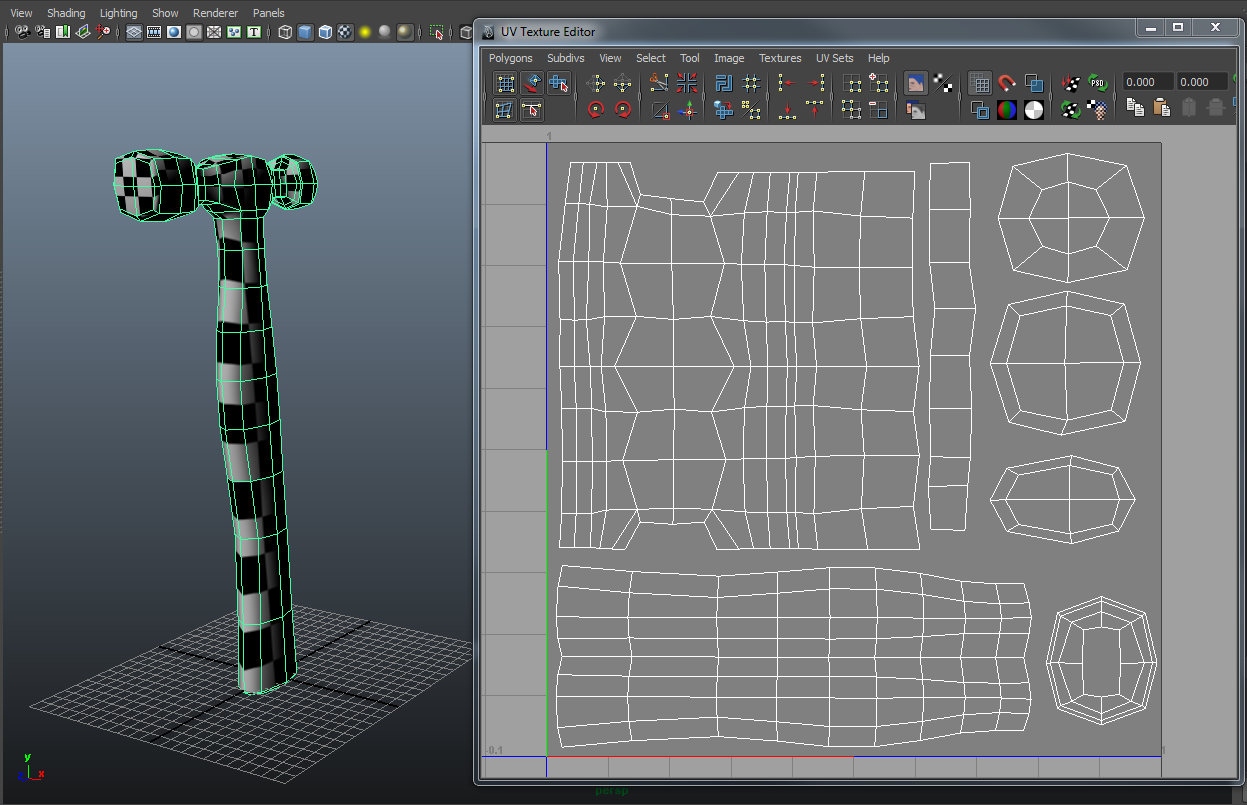 View Shading Lighting Show Renderer Panels
T
UV Texture Editor
Polygons Subdivs View Select Tool Image Textures UV Sets Help
PSD 0.000 0.000
1
-0.1 1
y
x
persp